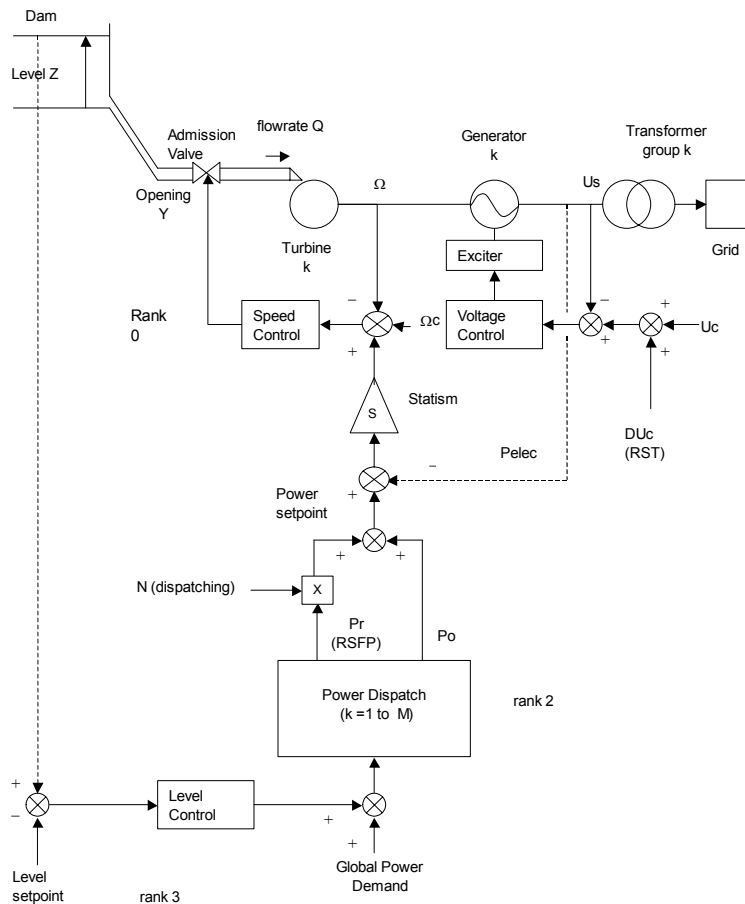 Dam
Level Z
Admission
Valve
flowrate Q
Opening
Y
Turbine
k
Ω
Generator
k
Us
Transformer
group k
Grid
Exciter
Rank
0
Speed
Control
−
+
Ωc
Voltage
Control
−
+
+
+
Uc
S
Statism
DUc
(RST)
Pelec
−
+
Power
setpoint
+
+
N (dispatching)
X
Pr
(RSFP)
Po
Power Dispatch
(k =1 to M)
rank 2
+
−
Level
Control
+
+
Level
setpoint
Global Power
Demand
rank 3